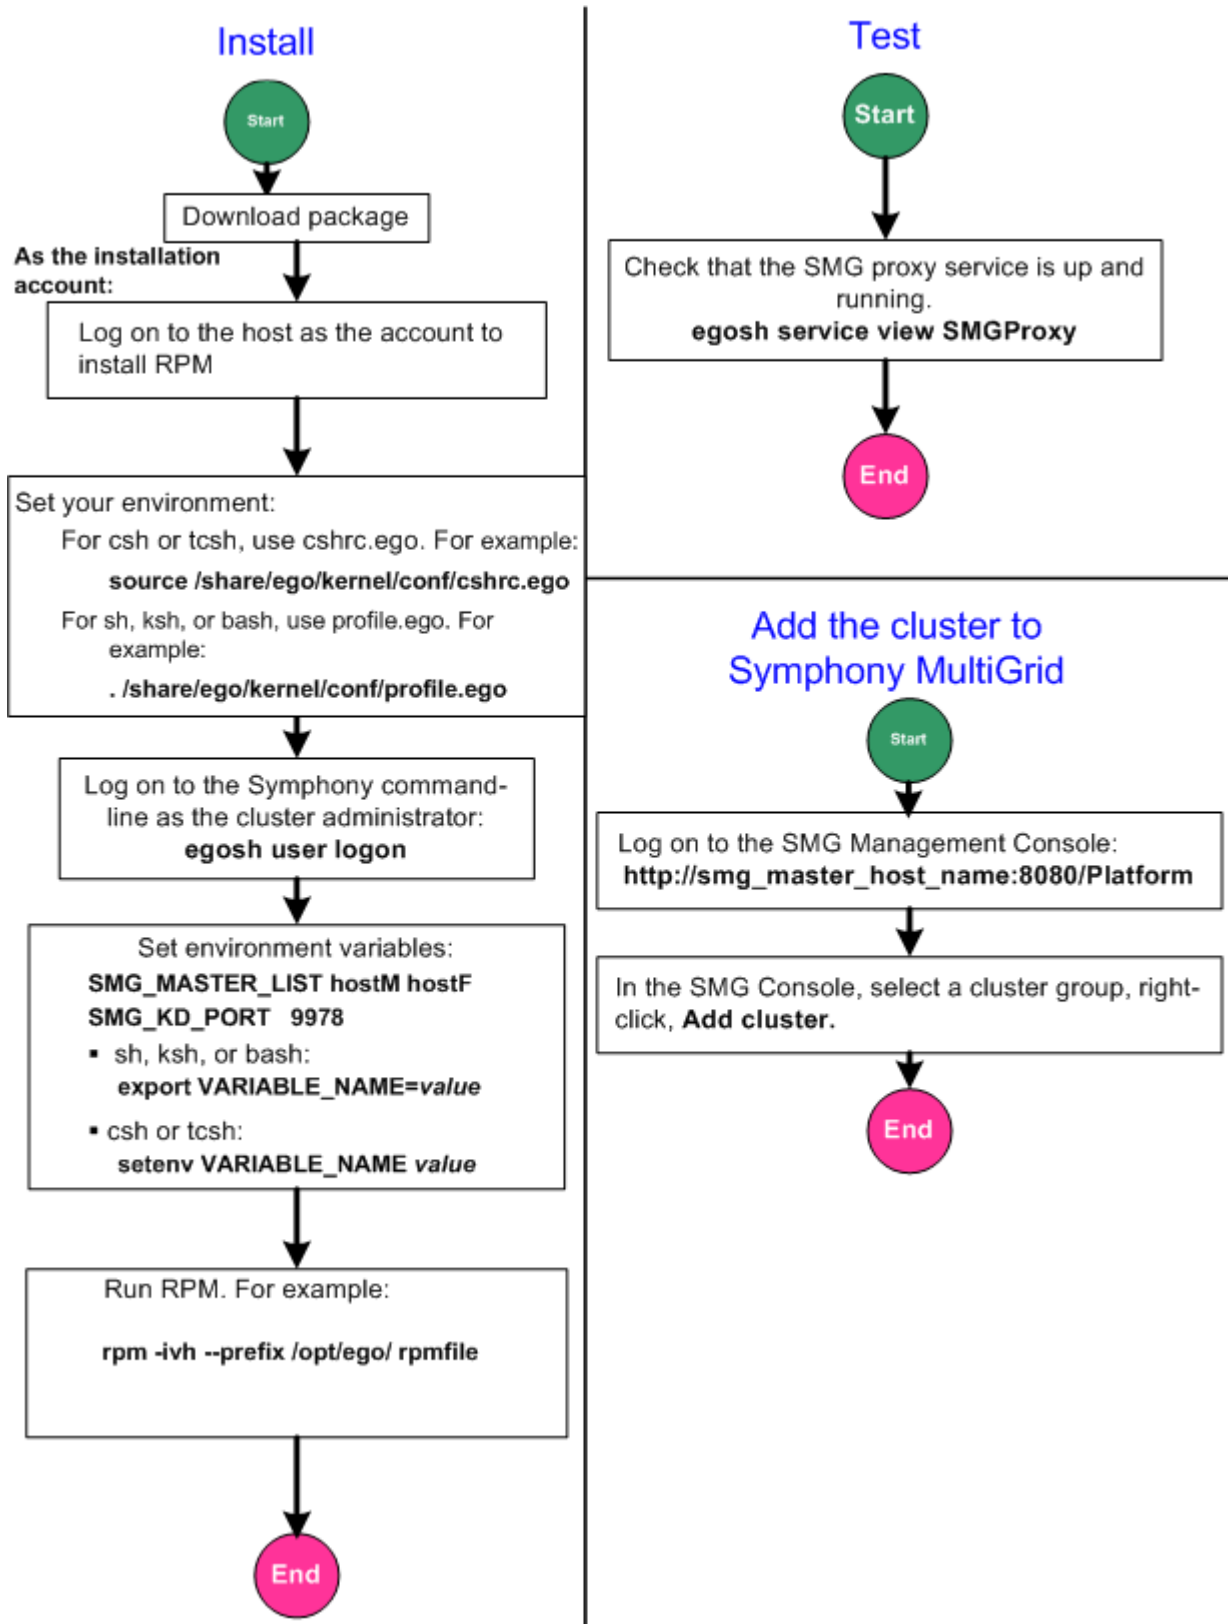 Install
Start
Download package
As the installation
account:
Log on to the host as the account to
install RPM
Set your environment:
For csh or tcsh, use cshrc.ego. For example:
source /share/ego/kernel/conf/cshrc.ego
For sh, ksh, or bash, use profile.ego. For
example:
. /share/ego/kernel/conf/profile.ego
Log on to the Symphony command-
line as the cluster administrator:
egosh user logon
Set environment variables:
SMG_MASTER_LIST hostM hostF
SMG_KD_PORT 9978
▪ sh, ksh, or bash:
export VARIABLE_NAME=value
▪ csh or tcsh:
setenv VARIABLE_NAME value
Run RPM. For example:
rpm -ivh --prefix /opt/ego/ rpmfile
End
Test
Start
Check that the SMG proxy service is up and
running.
egosh service view SMGProxy
End
Add the cluster to
Symphony MultiGrid
Start
Log on to the SMG Management Console:
http://smg_master_host_name:8080/Platform
In the SMG Console, select a cluster group, right-
click, Add cluster.
End